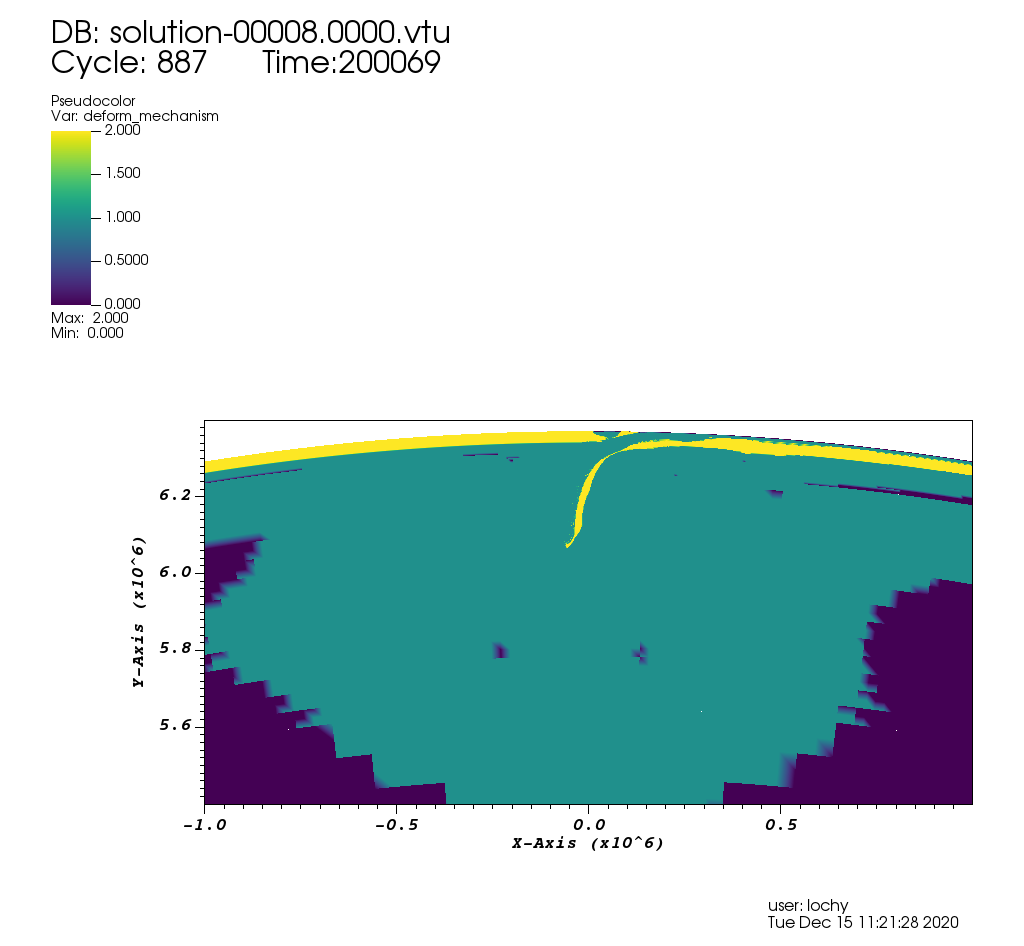 DB: solution-00008.0000.vtu
Cycle: 887 Time:200069
Pseudocolor
Var: deform_mechanism
2.000
1.500
1.000
0.5000
0.000
Max: 2.000
Min: 0.000
6.2
6.0
5.8
5.6
Y-Axis (x10^6)
-1.0 -0.5 0.0 0.5
X-Axis (x10^6)
user: lochy
Tue Dec 15 11:21:28 2020